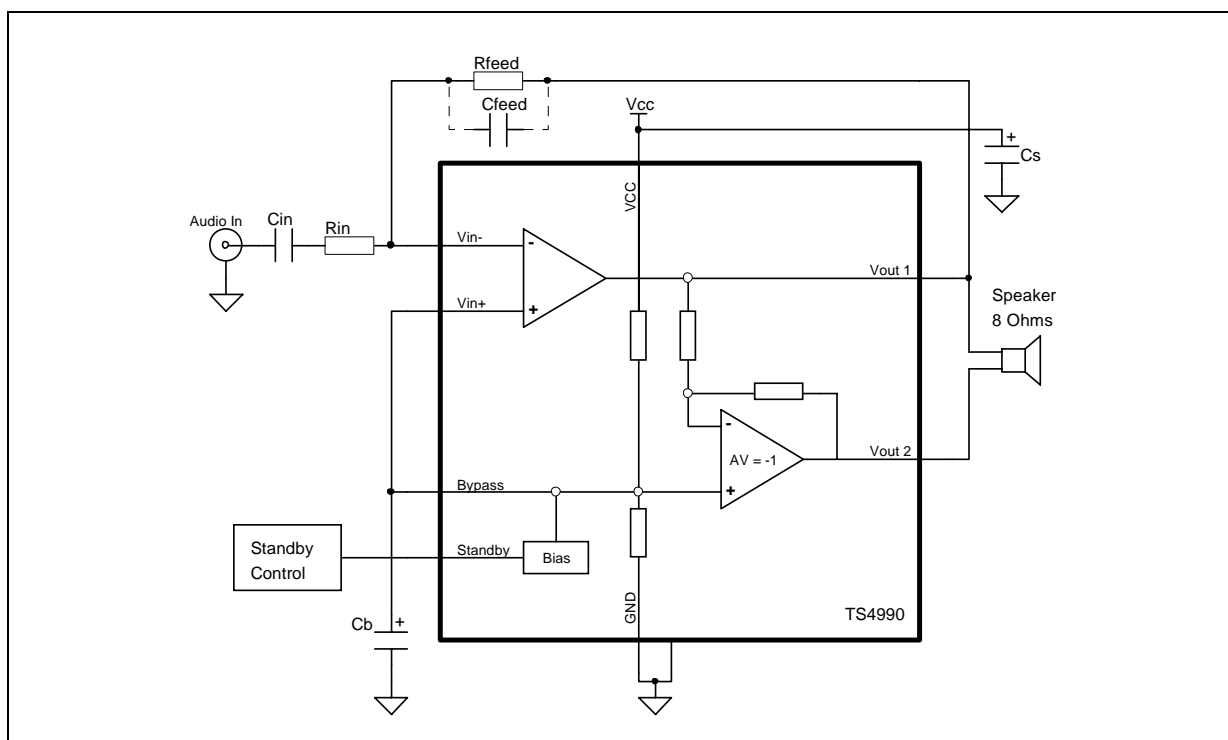 Rfeed
Cfeed
Vcc
+
Cs
VCC
Audio In
Cin
Rin
Vin-
-
Vin+
+
Vout 1
Speaker
8 Ohms
-
AV = -1
+
Vout 2
Bypass
Standby
Control
Standby
Bias
GND
TS4990
Cb
+